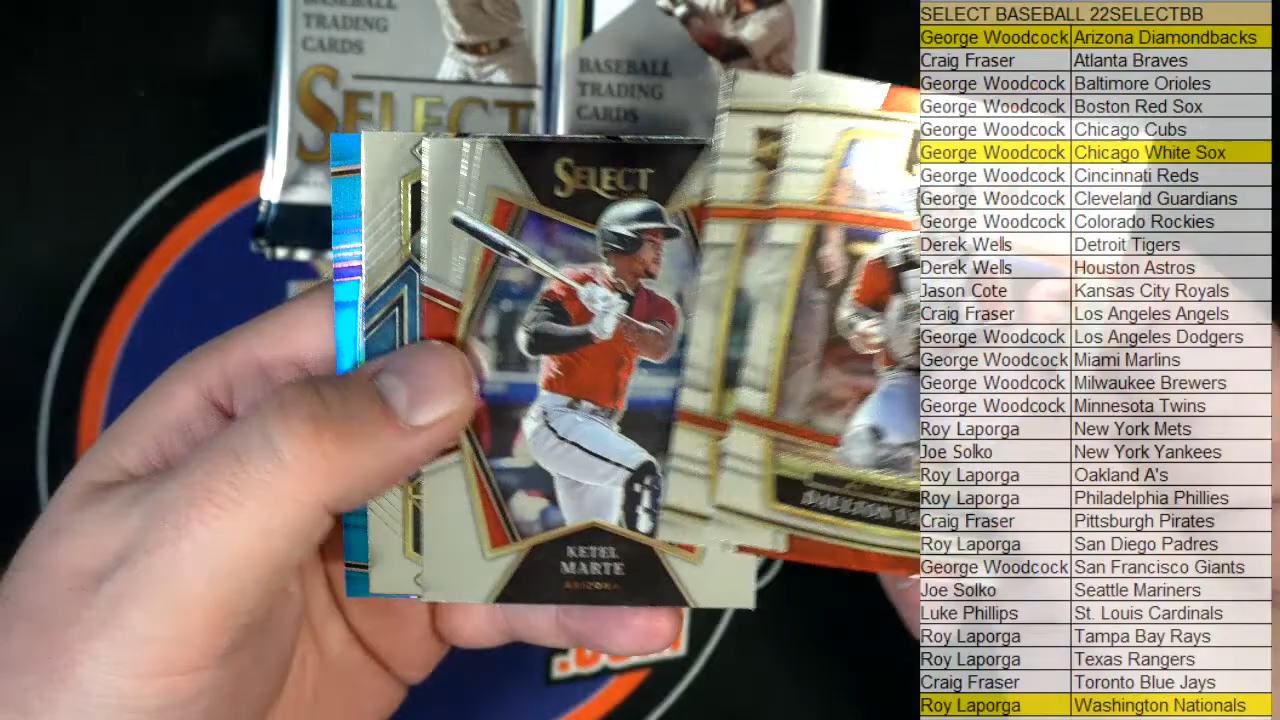 BASEBALL
TRADING
CARDS
SELECT
BASEBALL
TRADING
CARDS
SELECT
KETEL
MARTE
ARIZONA
SELECT BASEBALL 22SELECTBB
George Woodcock Arizona Diamondbacks
Craig Fraser Atlanta Braves
George Woodcock Baltimore Orioles
George Woodcock Boston Red Sox
George Woodcock Chicago Cubs
George Woodcock Chicago White Sox
George Woodcock Cincinnati Reds
George Woodcock Cleveland Guardians
George Woodcock Colorado Rockies
Derek Wells Detroit Tigers
Derek Wells Houston Astros
Jason Cote Kansas City Royals
Craig Fraser Los Angeles Angels
George Woodcock Los Angeles Dodgers
George Woodcock Miami Marlins
George Woodcock Milwaukee Brewers
George Woodcock Minnesota Twins
Roy Laporga New York Mets
Joe Solko New York Yankees
Roy Laporga Oakland A's
Roy Laporga Philadelphia Phillies
Craig Fraser Pittsburgh Pirates
Roy Laporga San Diego Padres
George Woodcock San Francisco Giants
Joe Solko Seattle Mariners
Luke Phillips St. Louis Cardinals
Roy Laporga Tampa Bay Rays
Roy Laporga Texas Rangers
Craig Fraser Toronto Blue Jays
Roy Laporga Washington Nationals